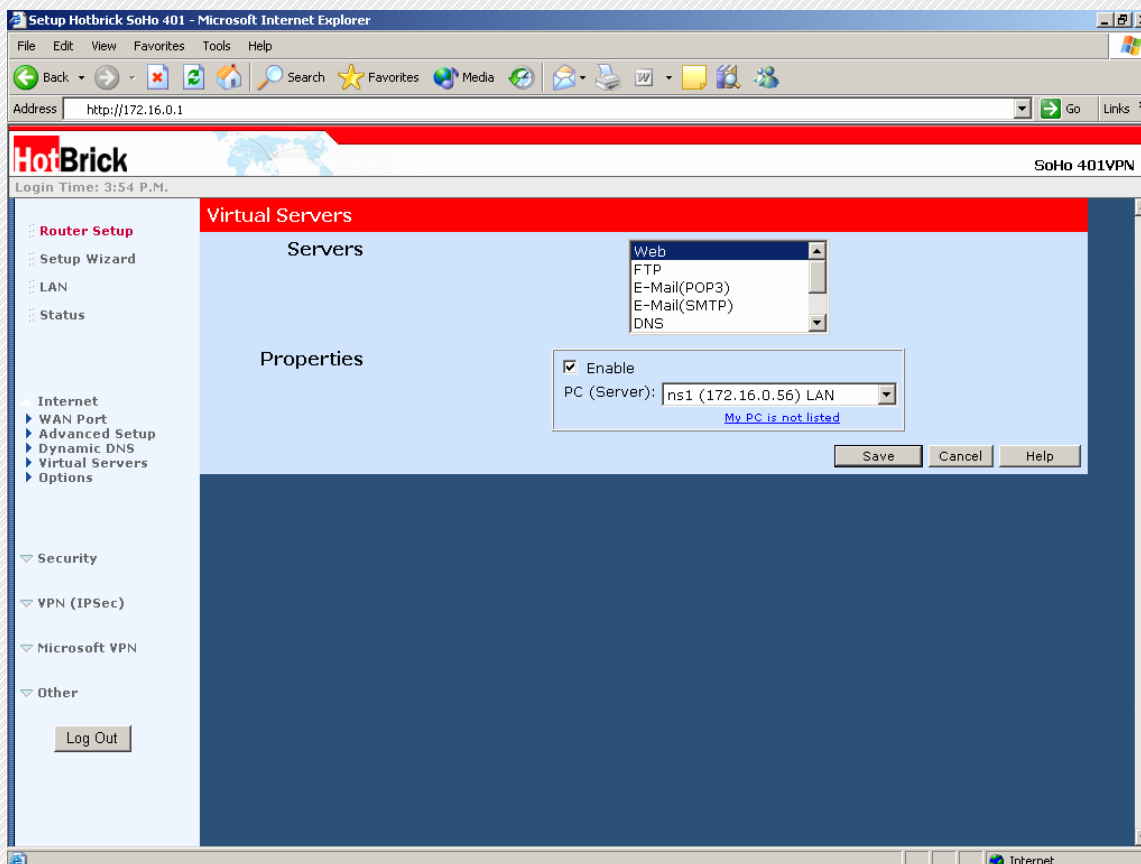 Setup Hotbrick SoHo 401 - Microsoft Internet Explorer
File Edit View Favorites Tools Help
Back Search Favorites Media
Address http://172.16.0.1 Go Links
HotBrick
SoHo 401VPN
Login Time: 3:54 P.M.
Router Setup
Setup Wizard
LAN
Status
Internet
WAN Port
Advanced Setup
Dynamic DNS
Virtual Servers
Options
Security
VPN (IPSec)
Microsoft VPN
Other
Log Out
Virtual Servers
Servers
Web
FTP
E-Mail(POP3)
E-Mail(SMTP)
DNS
Properties
Enable
PC (Server): ns1 (172.16.0.56) LAN
My PC is not listed
Save Cancel Help
Internet